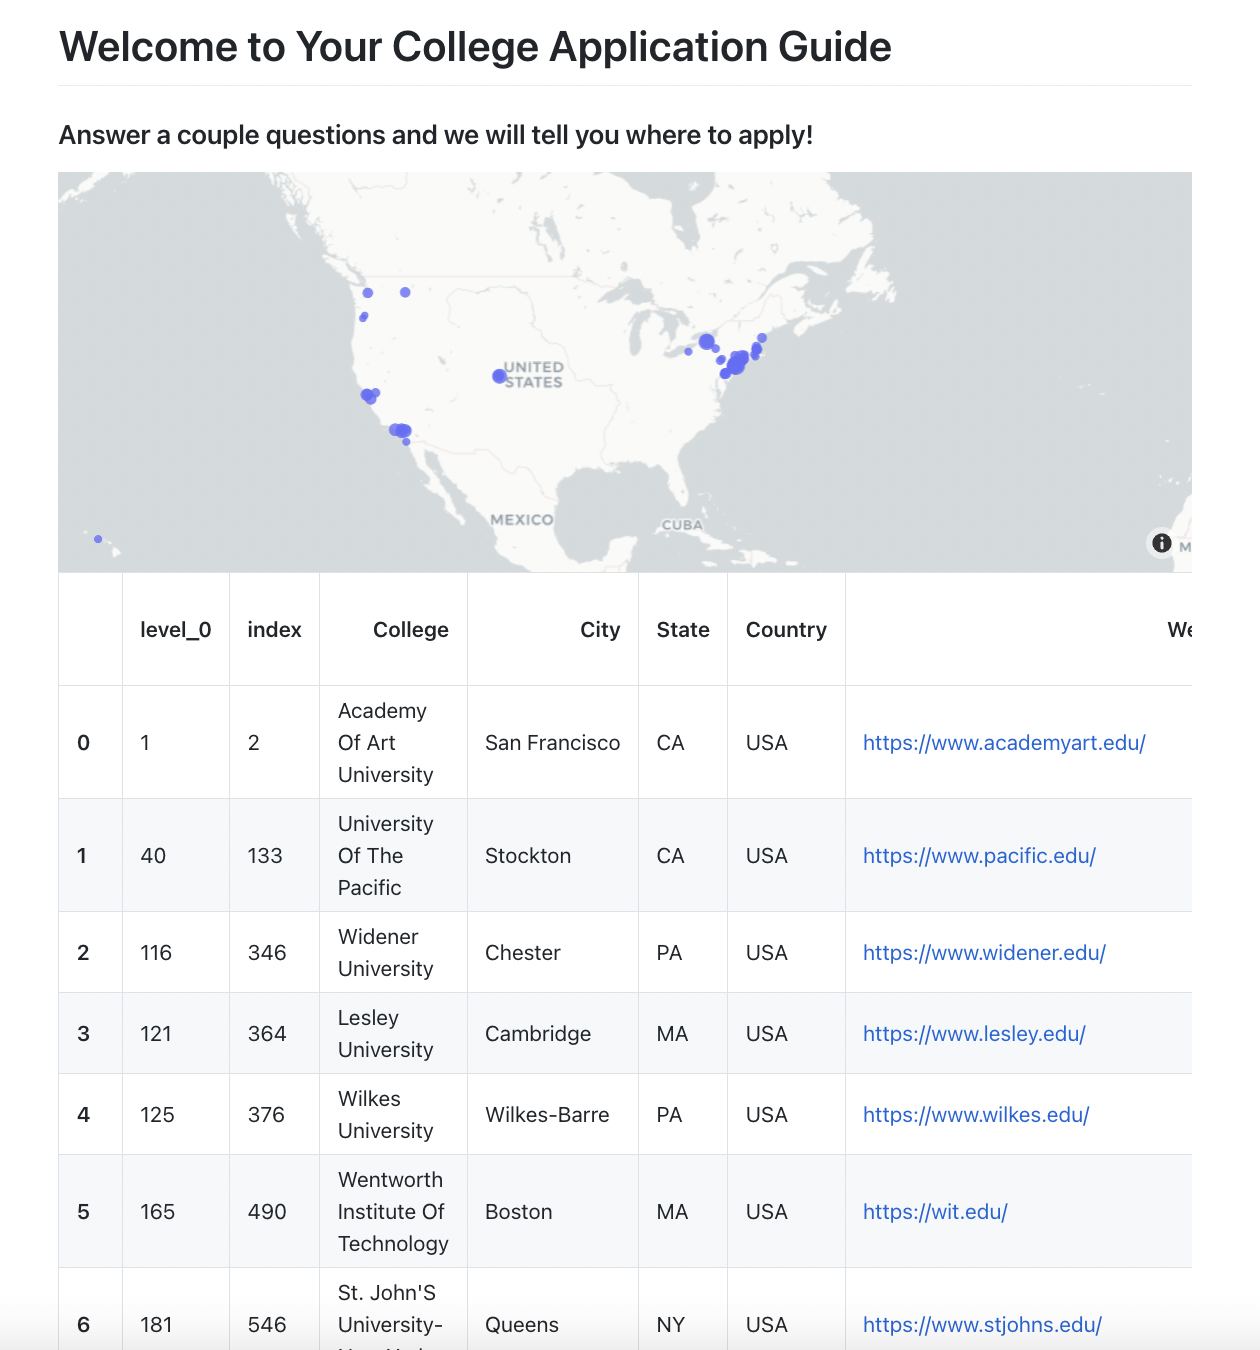 Welcome to Your College Application Guide
Answer a couple questions and we will tell you where to apply!
UNITED
STATES
MEXICO
CUBA
level_0 index College City State Country
0 1 2 Academy Of Art University San Francisco CA USA https://www.academyart.edu/
1 40 133 University Of The Pacific Stockton CA USA https://www.pacific.edu/
2 116 346 Widener University Chester PA USA https://www.widener.edu/
3 121 364 Lesley University Cambridge MA USA https://www.lesley.edu/
4 125 376 Wilkes University Wilkes-Barre PA USA https://www.wilkes.edu/
5 165 490 Wentworth Institute Of Technology Boston MA USA https://wit.edu/
6 181 546 St. John'S University- Queens NY USA https://www.stjohns.edu/